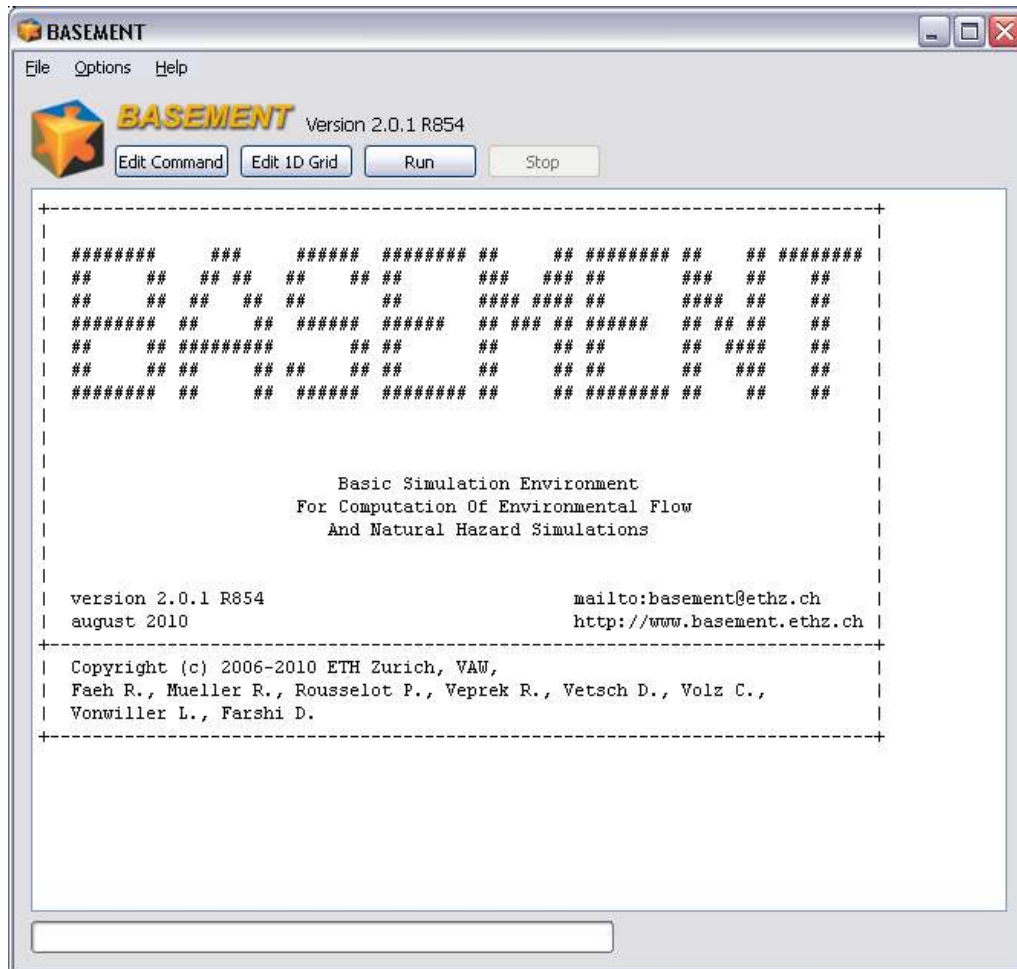 BASEMENT
File Options Help
BASEMENT Version 2.0.1 R854
Edit Command Edit 1D Grid Run Stop
BASEMENT
Basic Simulation Environment
For Computation Of Environmental Flow
And Natural Hazard Simulations
version 2.0.1 R854 mailto:basement@ethz.ch
august 2010 http://www.basement.ethz.ch
Copyright (c) 2006-2010 ETH Zurich, VAW,
Faeh R., Mueller R., Rousselot P., Veprek R., Vetsch D., Volz C.,
Vonwiller L., Farshi D.